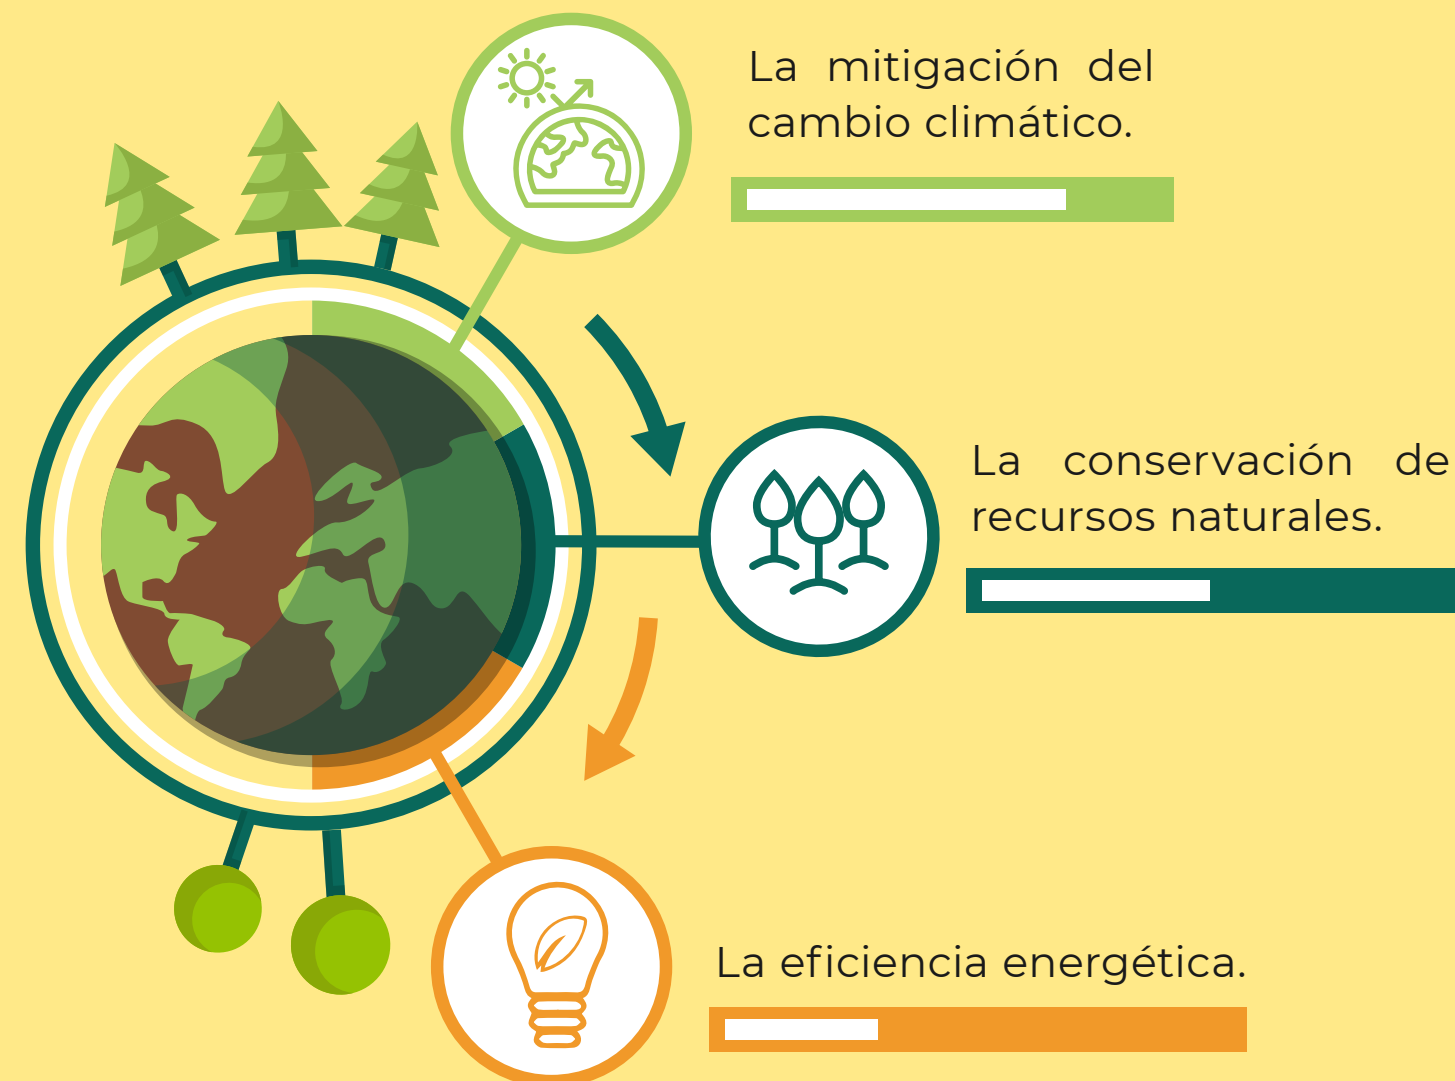 La mitigación del
cambio climático.
La conservación de
recursos naturales.
La eficiencia energética.